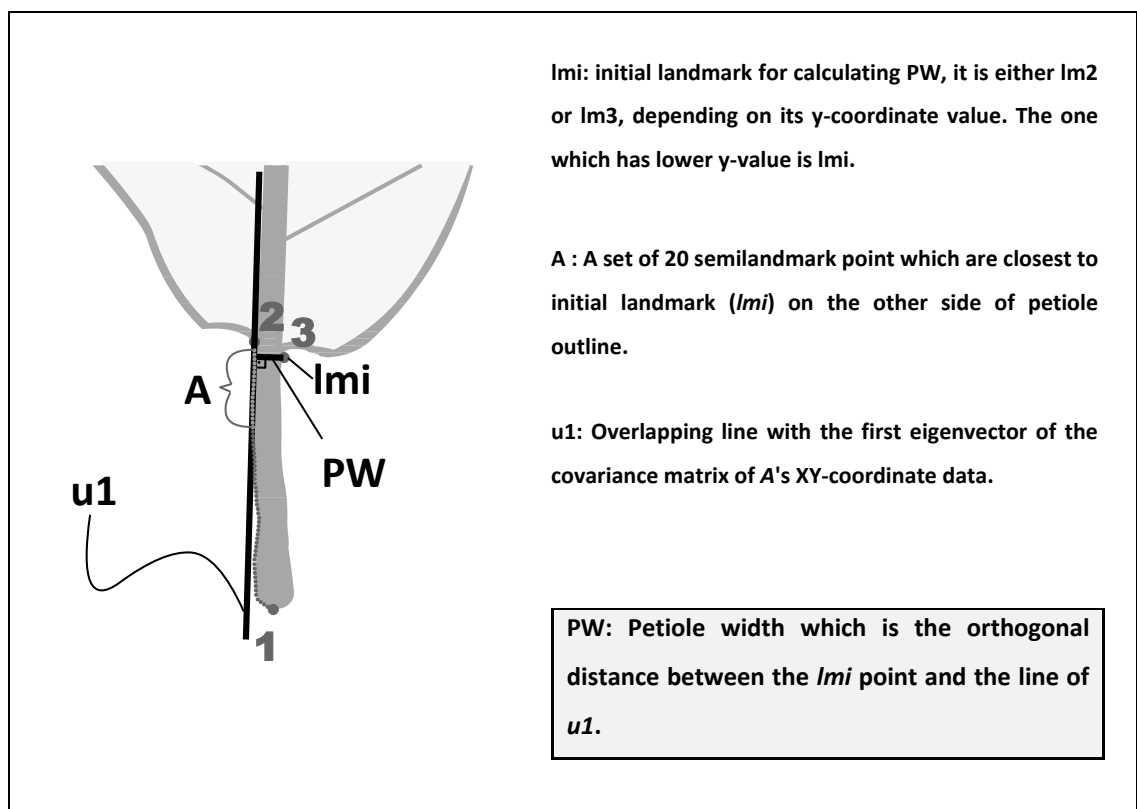 lmi: initial landmark for calculating PW, it is either lm2
or lm3, depending on its y-coordinate value. The one
which has lower y-value is lmi.
A : A set of 20 semilandmark point which are closest to
initial landmark (lmi) on the other side of petiole
outline.
u1: Overlapping line with the first eigenvector of the
covariance matrix of A's XY-coordinate data.
PW: Petiole width which is the orthogonal
distance between the lmi point and the line of
u1.
2
3
A
lmi
PW
u1
1